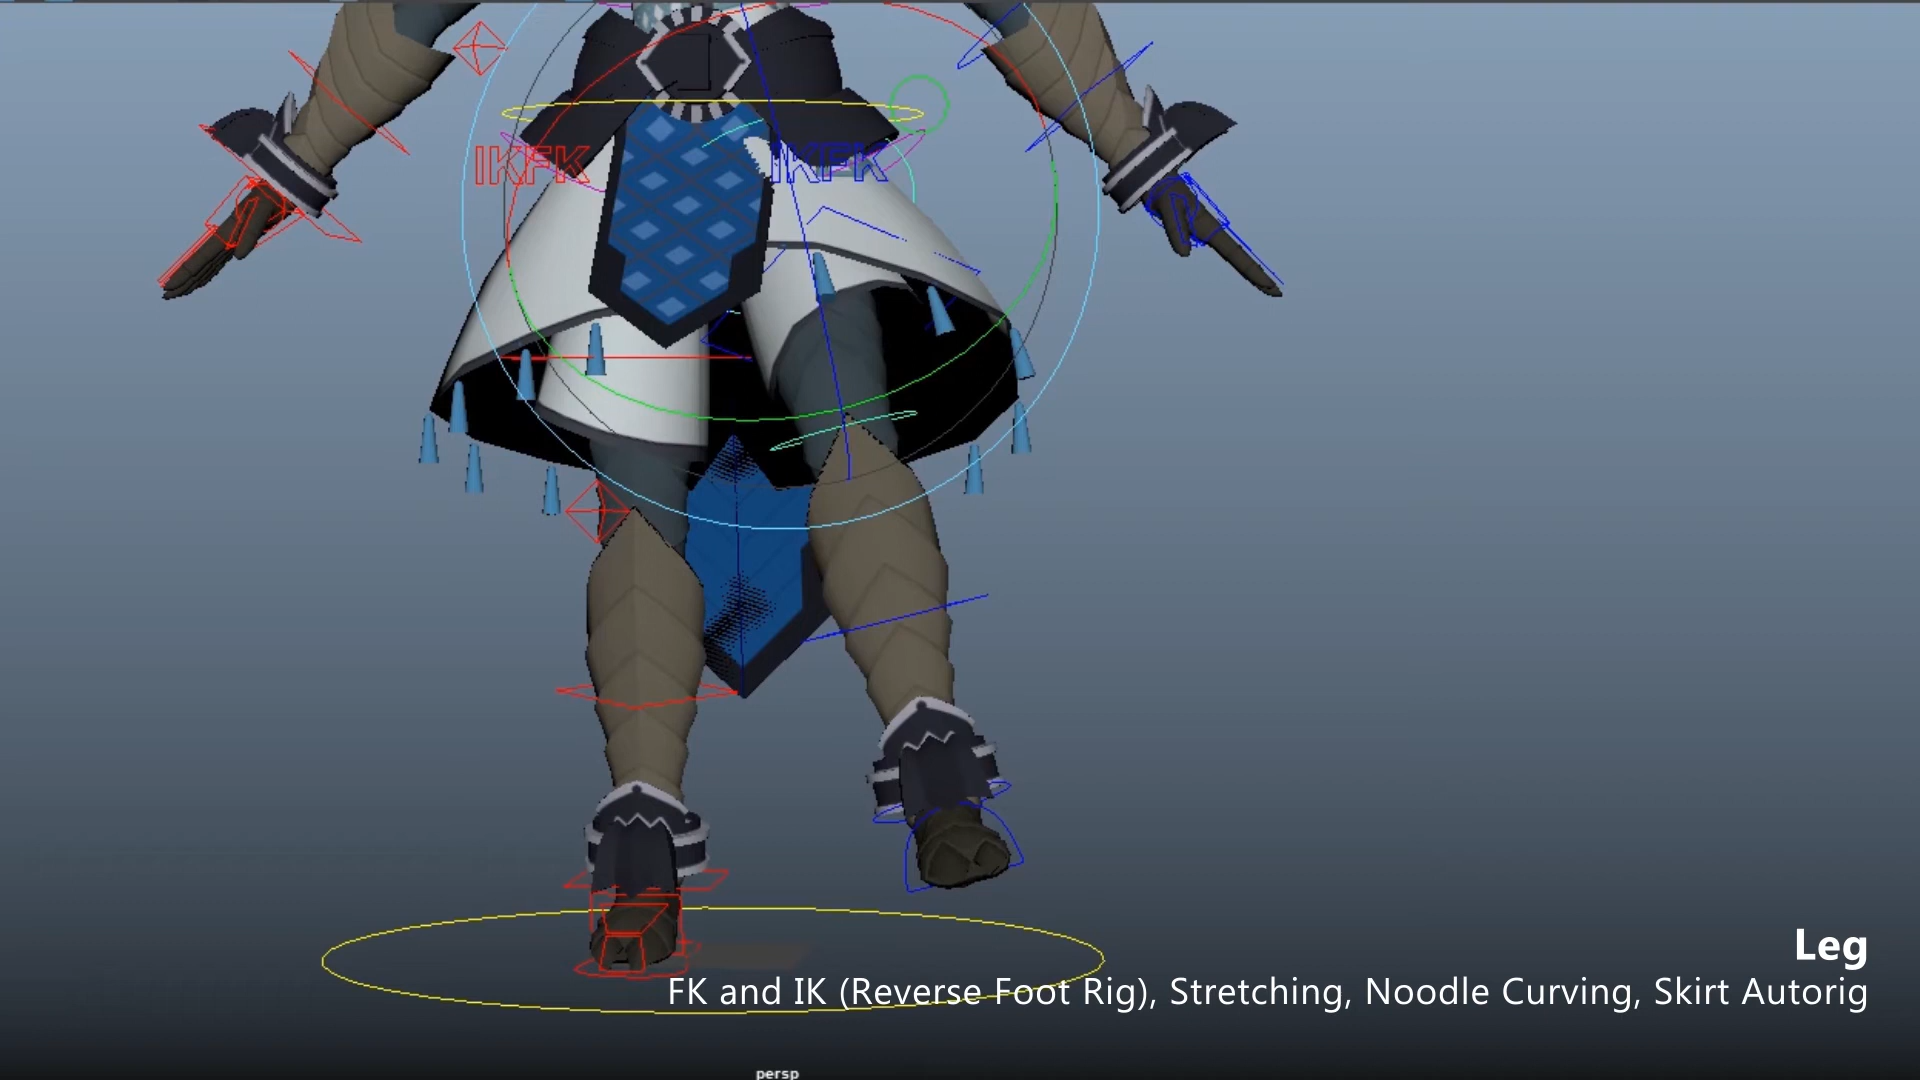 IKFK IKFK
Leg
FK and IK (Reverse Foot Rig), Stretching, Noodle Curving, Skirt Autorig
persp